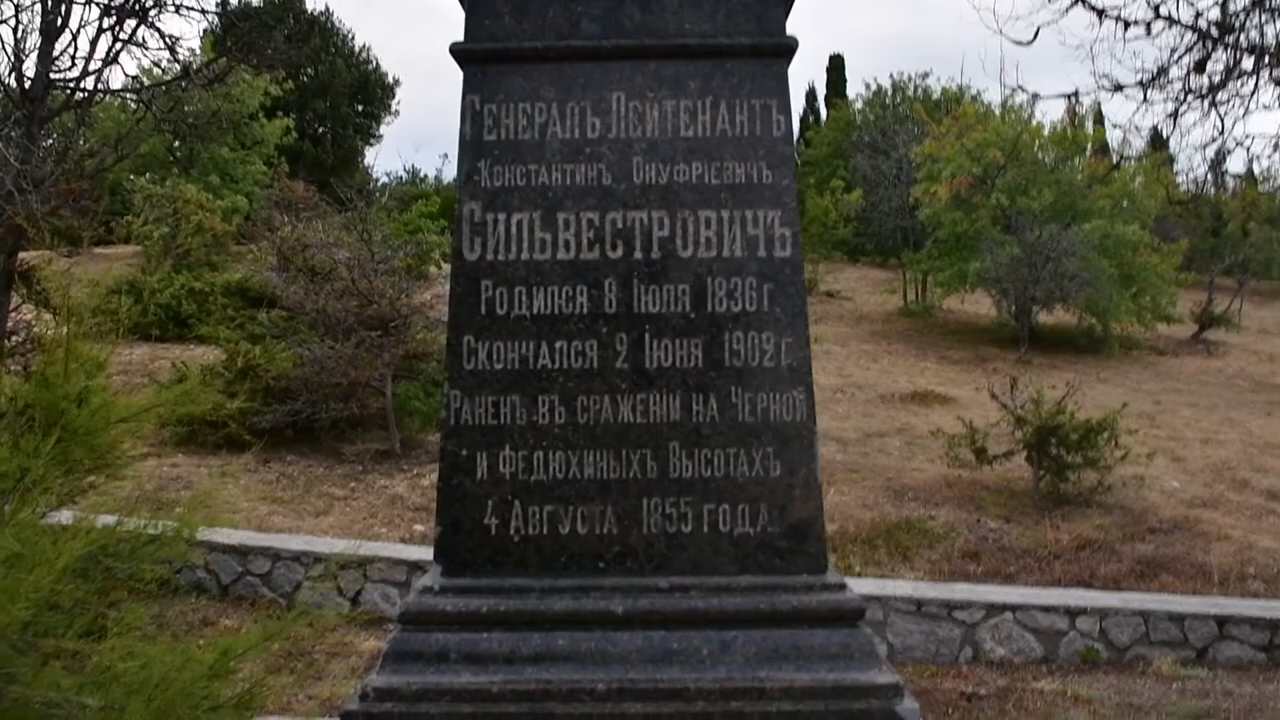 Генералъ Лейтенантъ
Константинъ Онуфріевичъ
Сильвестровичъ
Родился 8 Іюля 1836 г.
Скончался 2 Іюня 1902 г.
Раненъ въ сраженіи на Черной
и Федюхиныхъ Высотахъ
4 Августа 1855 года.